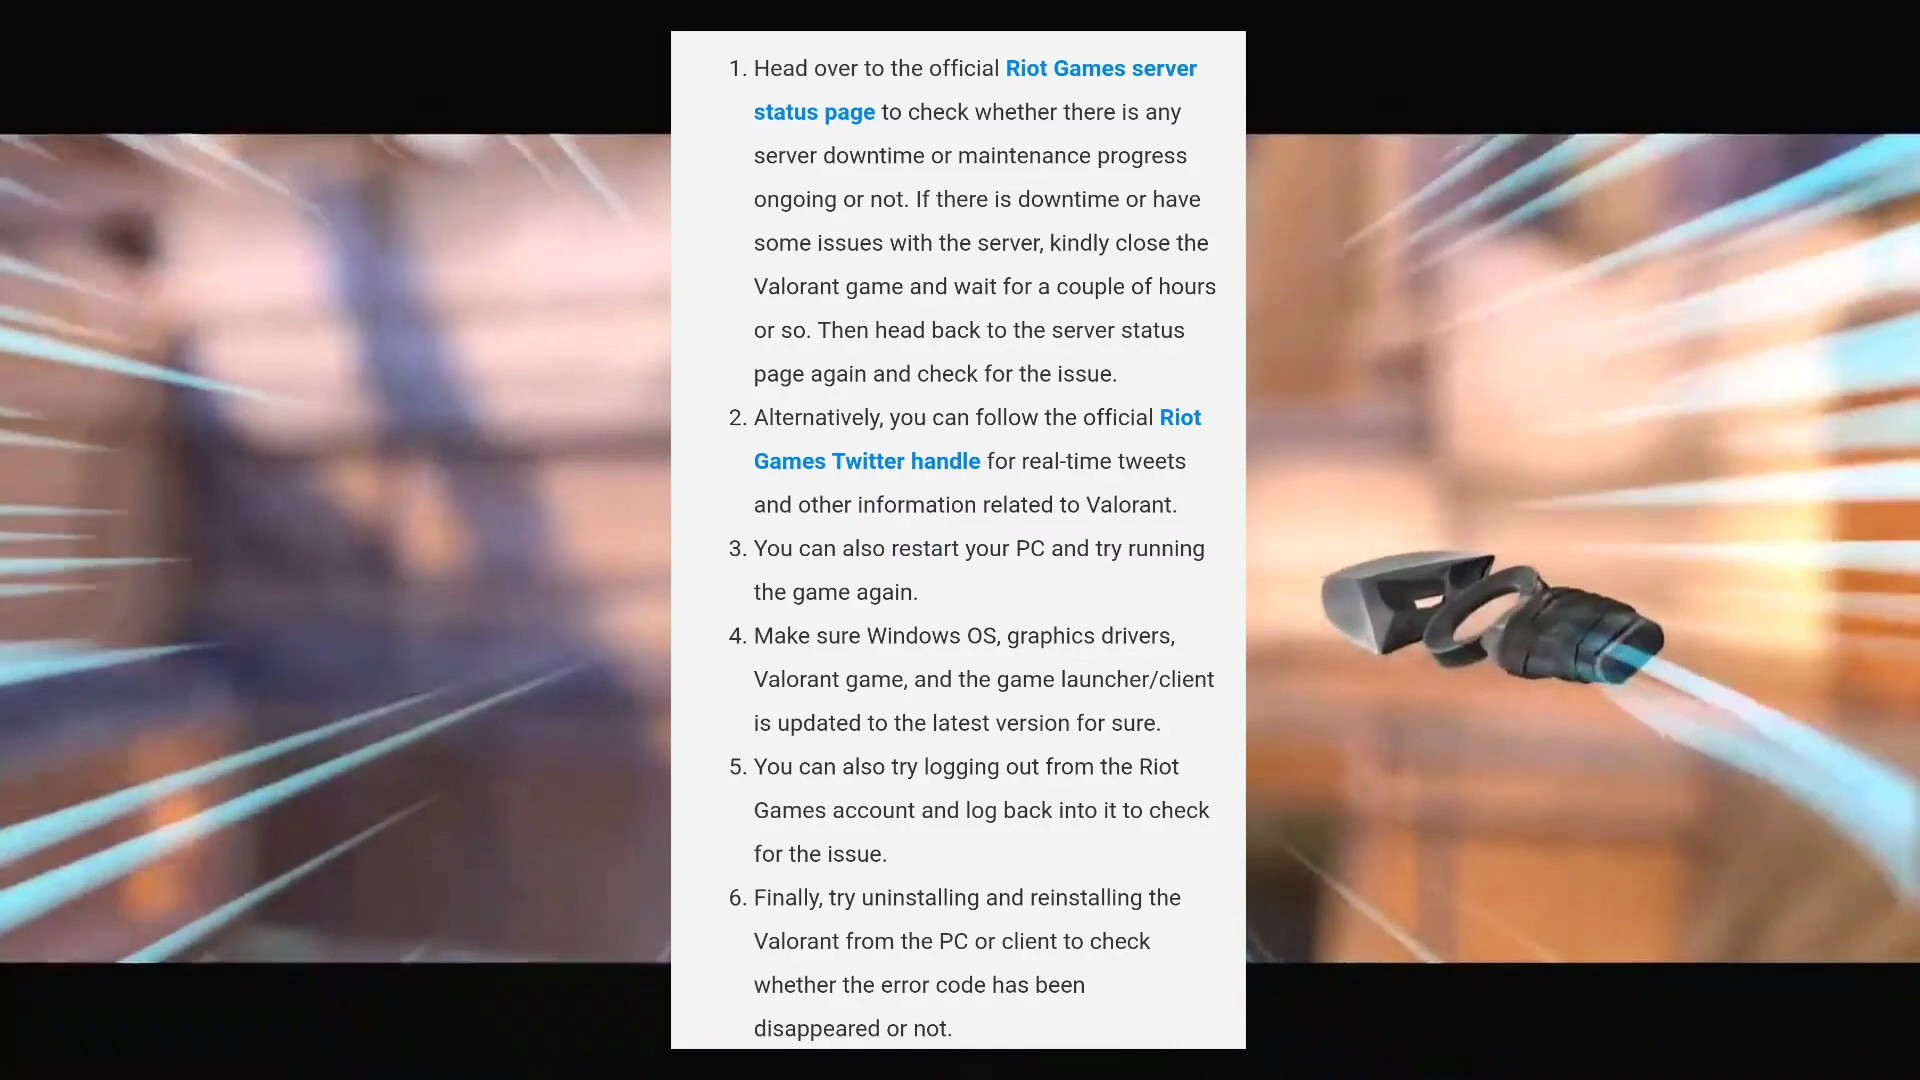 1. Head over to the official Riot Games server
status page to check whether there is any
server downtime or maintenance progress
ongoing or not. If there is downtime or have
some issues with the server, kindly close the
Valorant game and wait for a couple of hours
or so. Then head back to the server status
page again and check for the issue.
2. Alternatively, you can follow the official Riot
Games Twitter handle for real-time tweets
and other information related to Valorant.
3. You can also restart your PC and try running
the game again.
4. Make sure Windows OS, graphics drivers,
Valorant game, and the game launcher/client
is updated to the latest version for sure.
5. You can also try logging out from the Riot
Games account and log back into it to check
for the issue.
6. Finally, try uninstalling and reinstalling the
Valorant from the PC or client to check
whether the error code has been
disappeared or not.